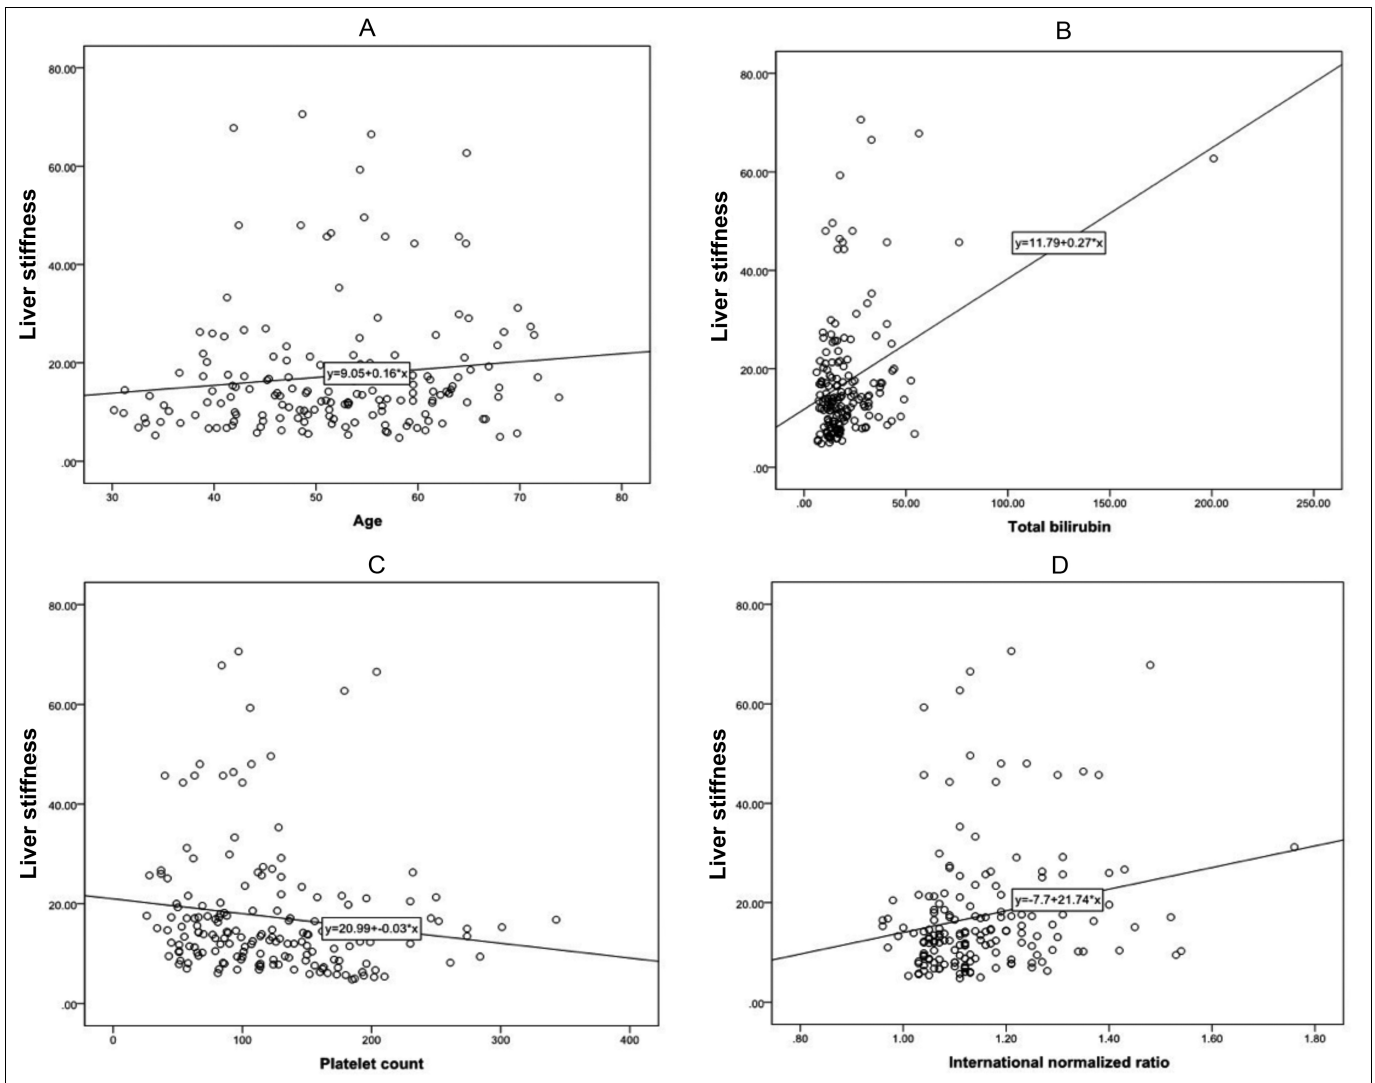 A
80.00
60.00
40.00
20.00
.00
Liver stiffness
y=9.05+0.16*x
30 40 50 60 70 80
Age
B
80.00
60.00
40.00
20.00
.00
Liver stiffness
y=11.79+0.27*x
.00 50.00 100.00 150.00 200.00 250.00
Total bilirubin
C
80.00
60.00
40.00
20.00
.00
Liver stiffness
y=20.99+-0.03*x
0 100 200 300 400
Platelet count
D
80.00
60.00
40.00
20.00
.00
Liver stiffness
y=-7.7+21.74*x
.80 1.00 1.20 1.40 1.60 1.80
International normalized ratio